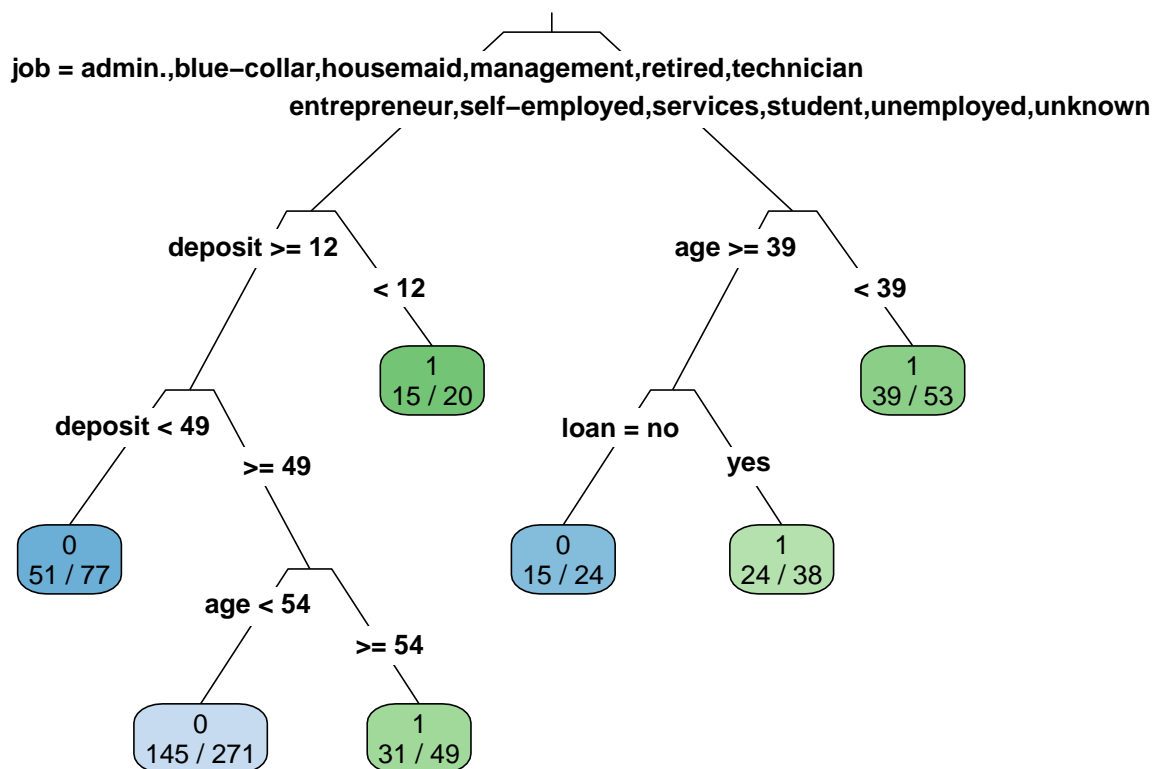 job = admin.,blue−collar,housemaid,management,retired,technician
entrepreneur,self−employed,services,student,unemployed,unknown
deposit >= 12
age >= 39
< 12
< 39
1
15 / 20
1
39 / 53
deposit < 49
loan = no
>= 49
yes
0
51 / 77
0
15 / 24
1
24 / 38
age < 54
>= 54
0
145 / 271
1
31 / 49